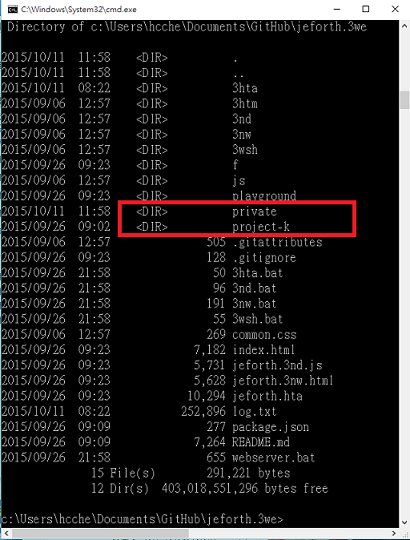 C:\Windows\System32\cmd.exe
Directory of c:\Users\hcche\Documents\GitHub\jeforth.3we
2015/10/11 11:58 <DIR> .
2015/10/11 11:58 <DIR> ..
2015/10/11 08:22 <DIR> 3hta
2015/09/06 12:57 <DIR> 3htm
2015/09/06 12:57 <DIR> 3nd
2015/09/06 12:57 <DIR> 3nw
2015/09/06 12:57 <DIR> 3wsh
2015/09/26 09:23 <DIR> f
2015/09/06 12:57 <DIR> js
2015/09/26 09:23 <DIR> playground
2015/10/11 11:58 <DIR> private
2015/09/26 09:02 <DIR> project-k
2015/09/06 12:57 505 .gitattributes
2015/09/26 09:23 128 .gitignore
2015/09/26 21:58 50 3hta.bat
2015/09/26 21:58 96 3nd.bat
2015/09/26 21:58 191 3nw.bat
2015/09/26 21:58 55 3wsh.bat
2015/09/06 12:57 269 common.css
2015/09/26 09:23 7,182 index.html
2015/09/26 09:23 5,731 jeforth.3nd.js
2015/09/26 09:23 5,628 jeforth.3nw.html
2015/09/26 09:23 10,294 jeforth.hta
2015/10/11 08:22 252,896 log.txt
2015/09/26 09:09 277 package.json
2015/09/26 09:09 7,264 README.md
2015/09/26 21:58 655 webserver.bat
15 File(s) 291,221 bytes
12 Dir(s) 403,018,551,296 bytes free
c:\Users\hcche\Documents\GitHub\jeforth.3we>